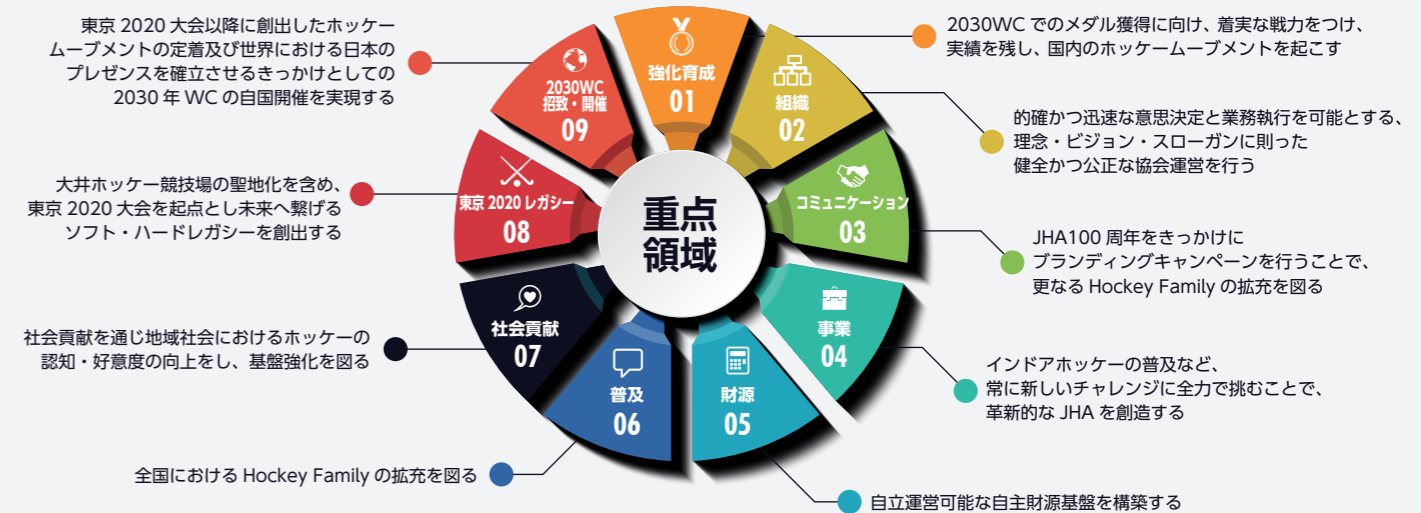 重点
領域
強化育成
01
2030WC でのメダル獲得に向け、着実な戦力をつけ、
実績を残し、国内のホッケームーブメントを起こす
組織
02
的確かつ迅速な意思決定と業務執行を可能とする、
理念・ビジョン・スローガンに則った
健全かつ公正な協会運営を行う
コミュニケーション
03
JHA100 周年をきっかけに
ブランディングキャンペーンを行うことで、
更なる Hockey Family の拡充を図る
事業
04
インドアホッケーの普及など、
常に新しいチャレンジに全力で挑むことで、
革新的な JHA を創造する
財源
05
自立運営可能な自主財源基盤を構築する
普及
06
全国における Hockey Family の拡充を図る
社会貢献
07
社会貢献を通じ地域社会におけるホッケーの
認知・好意度の向上をし、基盤強化を図る
東京 2020 レガシー
08
大井ホッケー競技場の聖地化を含め、
東京 2020 大会を起点とし未来へ繋げる
ソフト・ハードレガシーを創出する
2030WC
招致・開催
09
東京 2020 大会以降に創出したホッケー
ムーブメントの定着及び世界における日本の
プレゼンスを確立させるきっかけとしての
2030 年 WC の自国開催を実現する